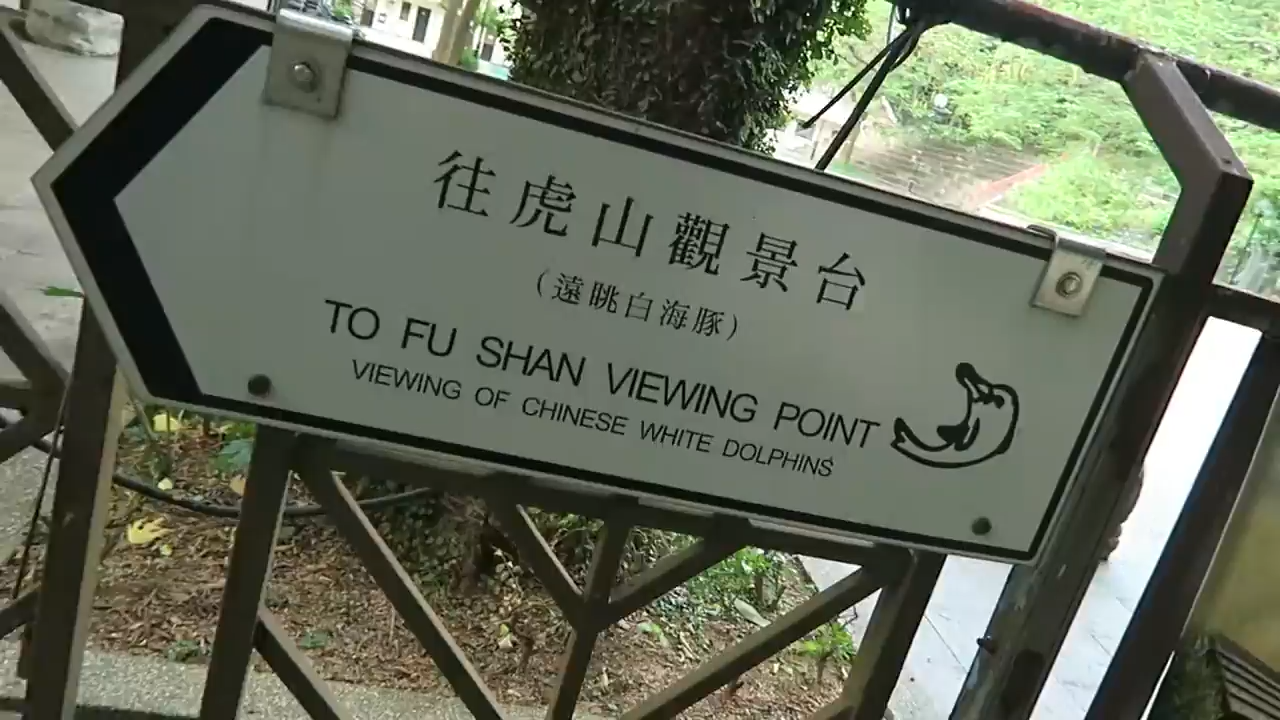 往虎山觀景台
(遠眺白海豚)
TO FU SHAN VIEWING POINT
VIEWING OF CHINESE WHITE DOLPHINS